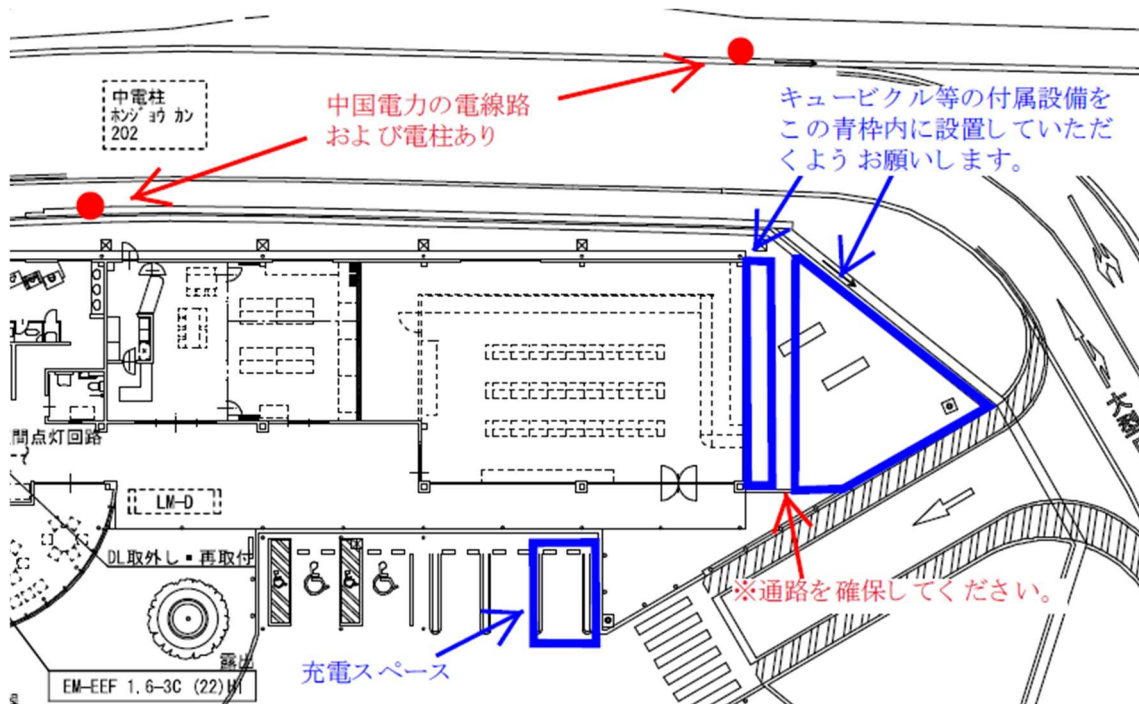 中電柱
ホンジョウ カン
202
中国電力の電線路
および電柱あり
キュービクル等の付属設備を
この青枠内に設置していただ
くようお願いします。
間点灯回路
LM-D
DL取外し・再取付
※通路を確保してください。
充電スペース
露出
EM-EEF 1.6-3C (22)